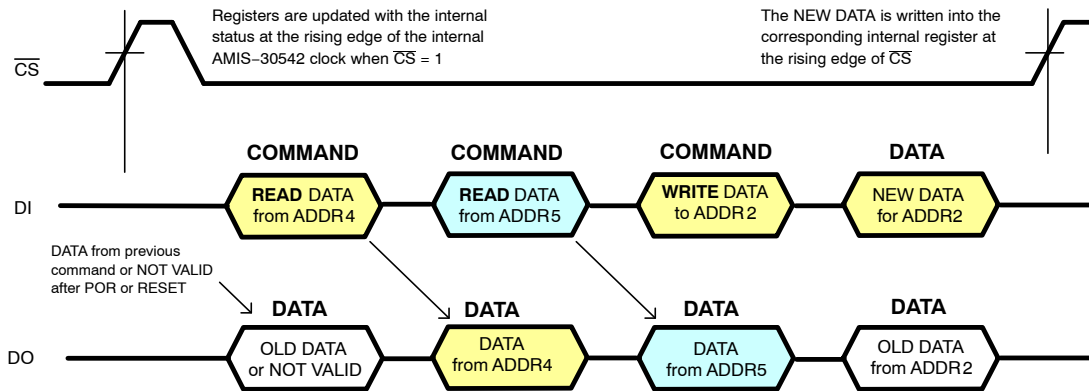 Registers are updated with the internal
status at the rising edge of the internal
AMIS−30542 clock when C̅S̅ = 1
The NEW DATA is written into the
corresponding internal register at
the rising edge of C̅S̅
C̅S̅
COMMAND
COMMAND
COMMAND
DATA
DI
READ DATA
from ADDR4
READ DATA
from ADDR5
WRITE DATA
to ADDR2
NEW DATA
for ADDR2
DATA from previous
command or NOT VALID
after POR or RESET
DATA
DATA
DATA
DATA
DO
OLD DATA
or NOT VALID
DATA
from ADDR4
DATA
from ADDR5
OLD DATA
from ADDR2